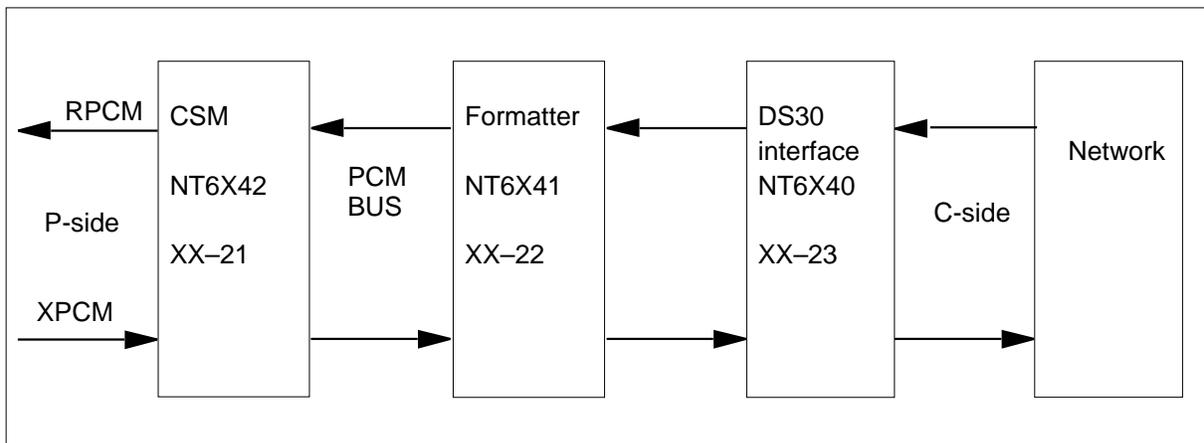 RPCM
P-side
XPCM
CSM
NT6X42
XX–21
PCM
BUS
Formatter
NT6X41
XX–22
DS30
interface
NT6X40
XX–23
C-side
Network